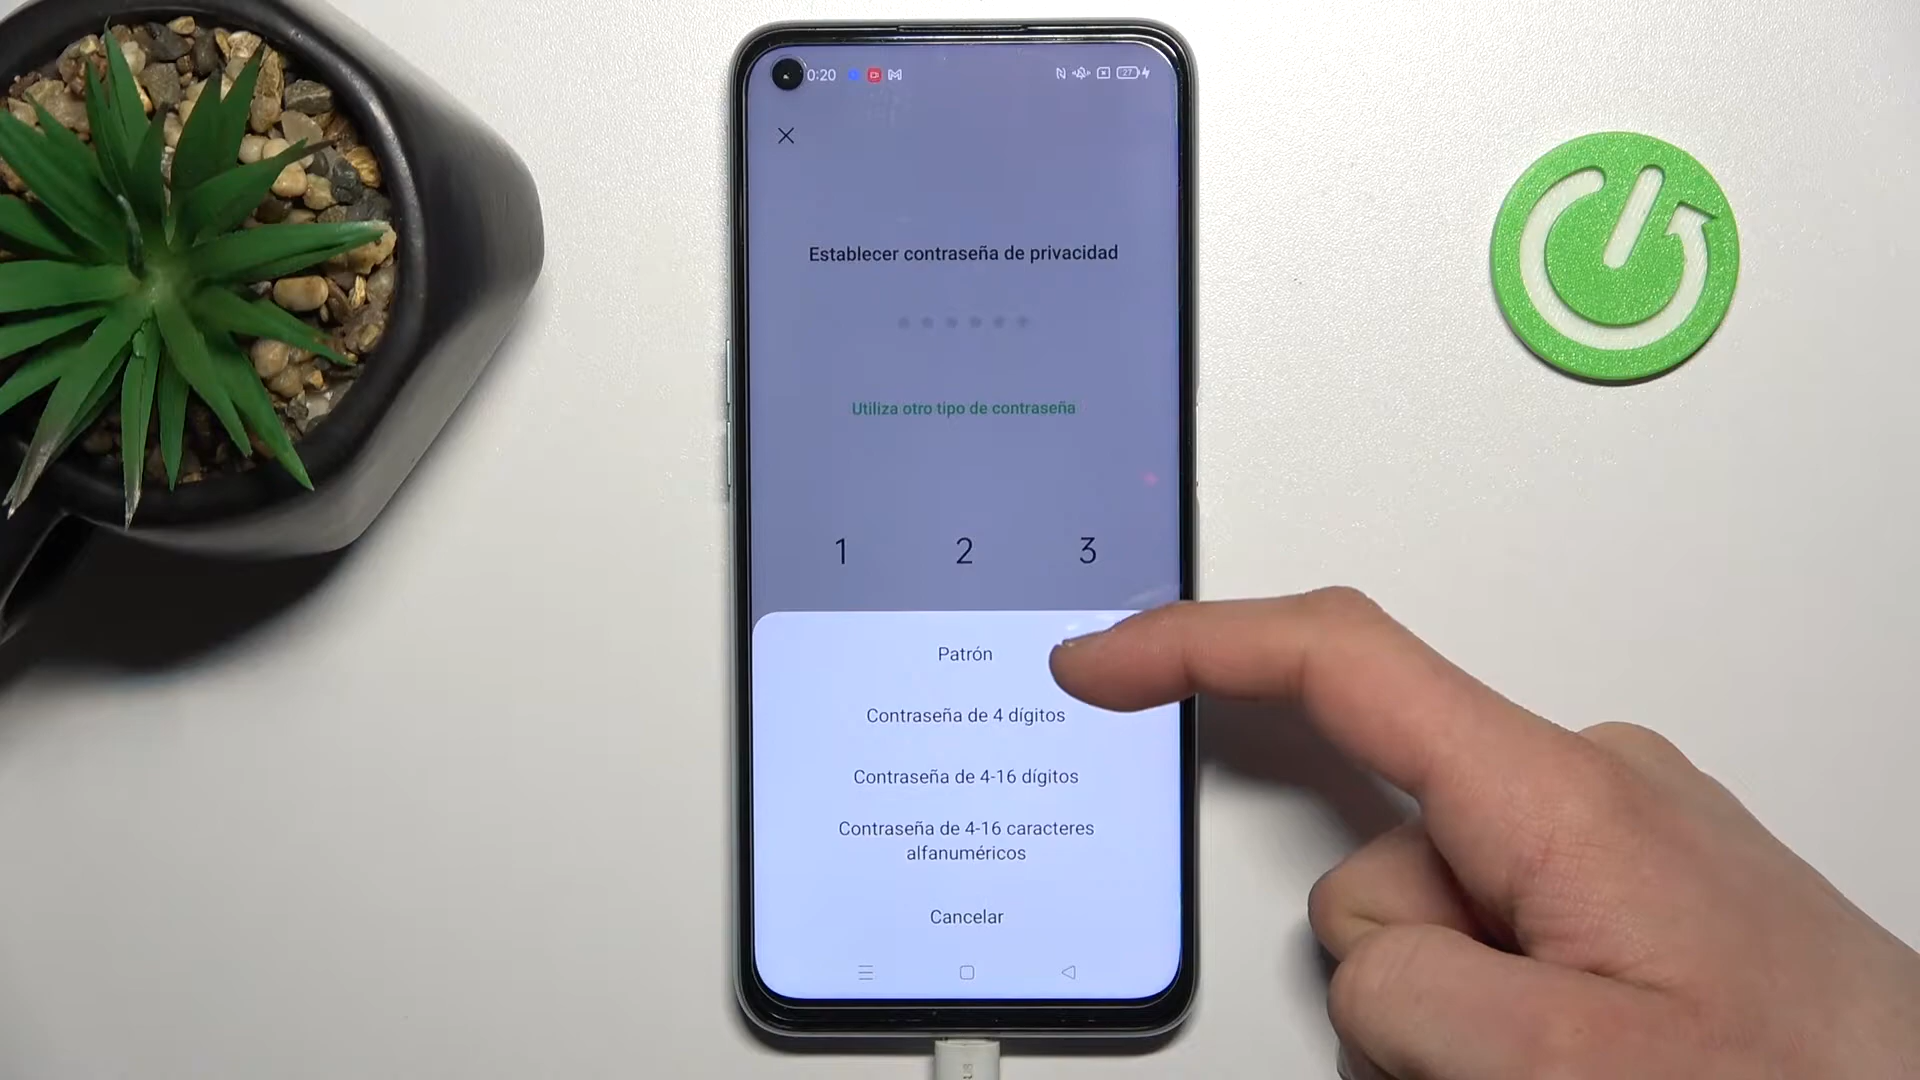 0:20
27
Establecer contraseña de privacidad
Utiliza otro tipo de contraseña
1 2 3
Patrón
Contraseña de 4 dígitos
Contraseña de 4-16 dígitos
Contraseña de 4-16 caracteres
alfanuméricos
Cancelar